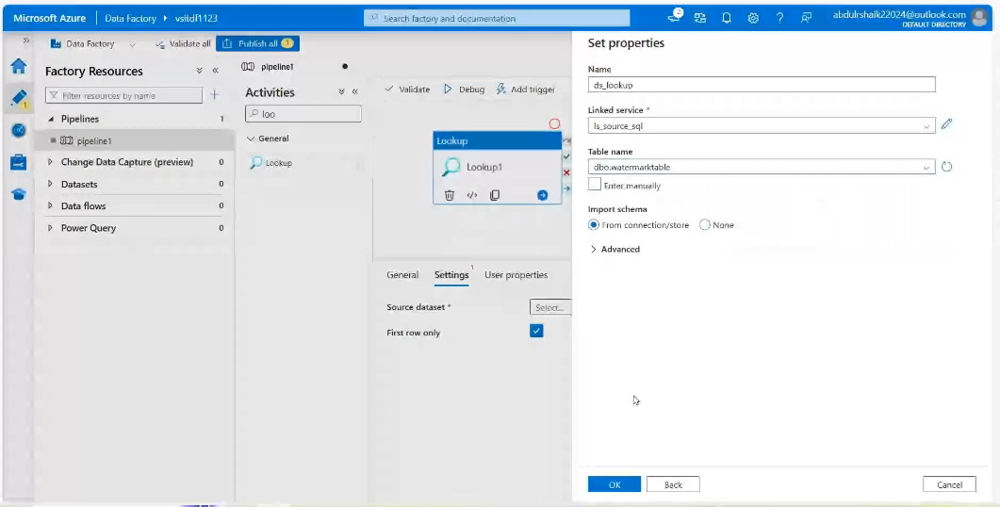 Microsoft Azure Data Factory vsitdf1123 Search factory and documentation 2 abdulrshaik22024@outlook.com
DEFAULT DIRECTORY
» Data Factory Validate all Publish all 1
Factory Resources
Filter resources by name
Pipelines 1
pipeline1
Change Data Capture (preview) 0
Datasets 0
Data flows 0
Power Query 0
pipeline1
Activities
loo
General
Lookup
Validate Debug Add trigger
Lookup
Lookup1
General Settings 1 User properties
Source dataset * Select...
First row only
Set properties
Name
ds_lookup
Linked service *
ls_source_sql
Table name
dbo.watermarktable
Enter manually
Import schema
From connection/store None
Advanced
OK Back Cancel